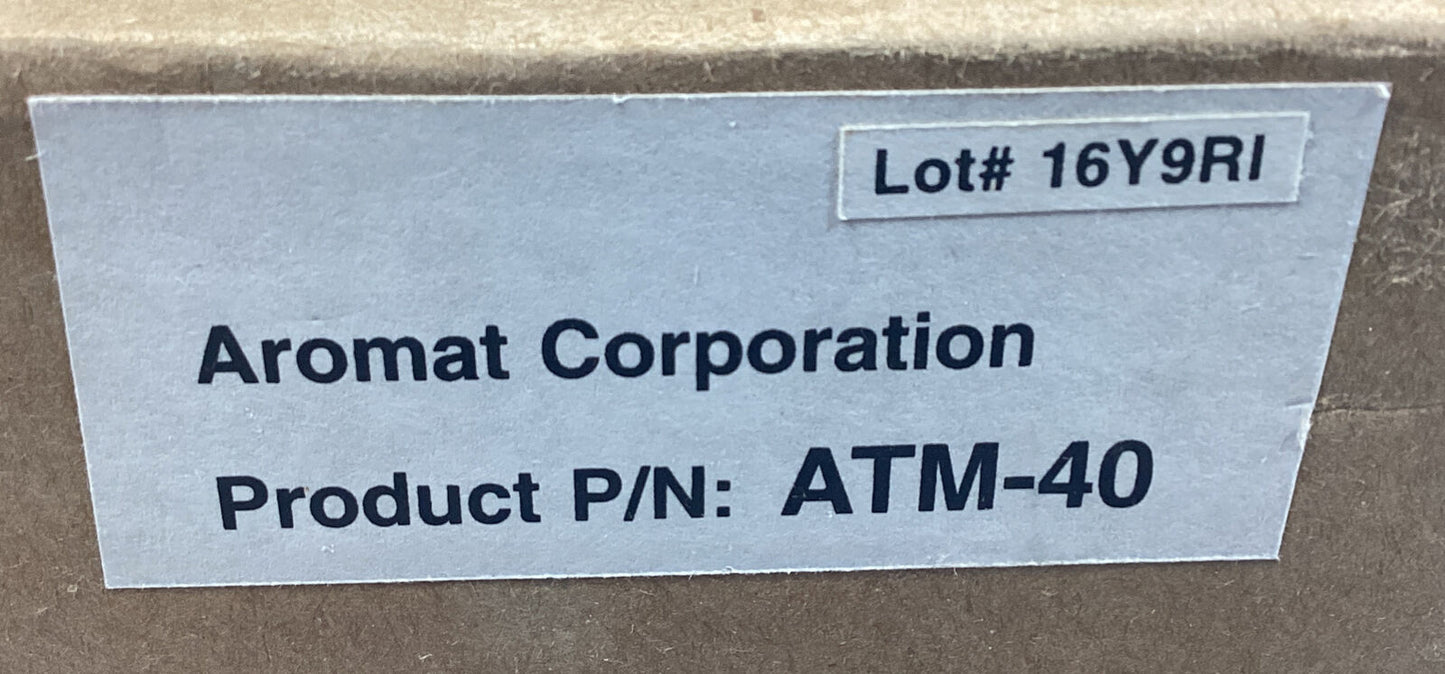 Lot# 16Y9RI
Aromat Corporation
Product P/N: ATM-40